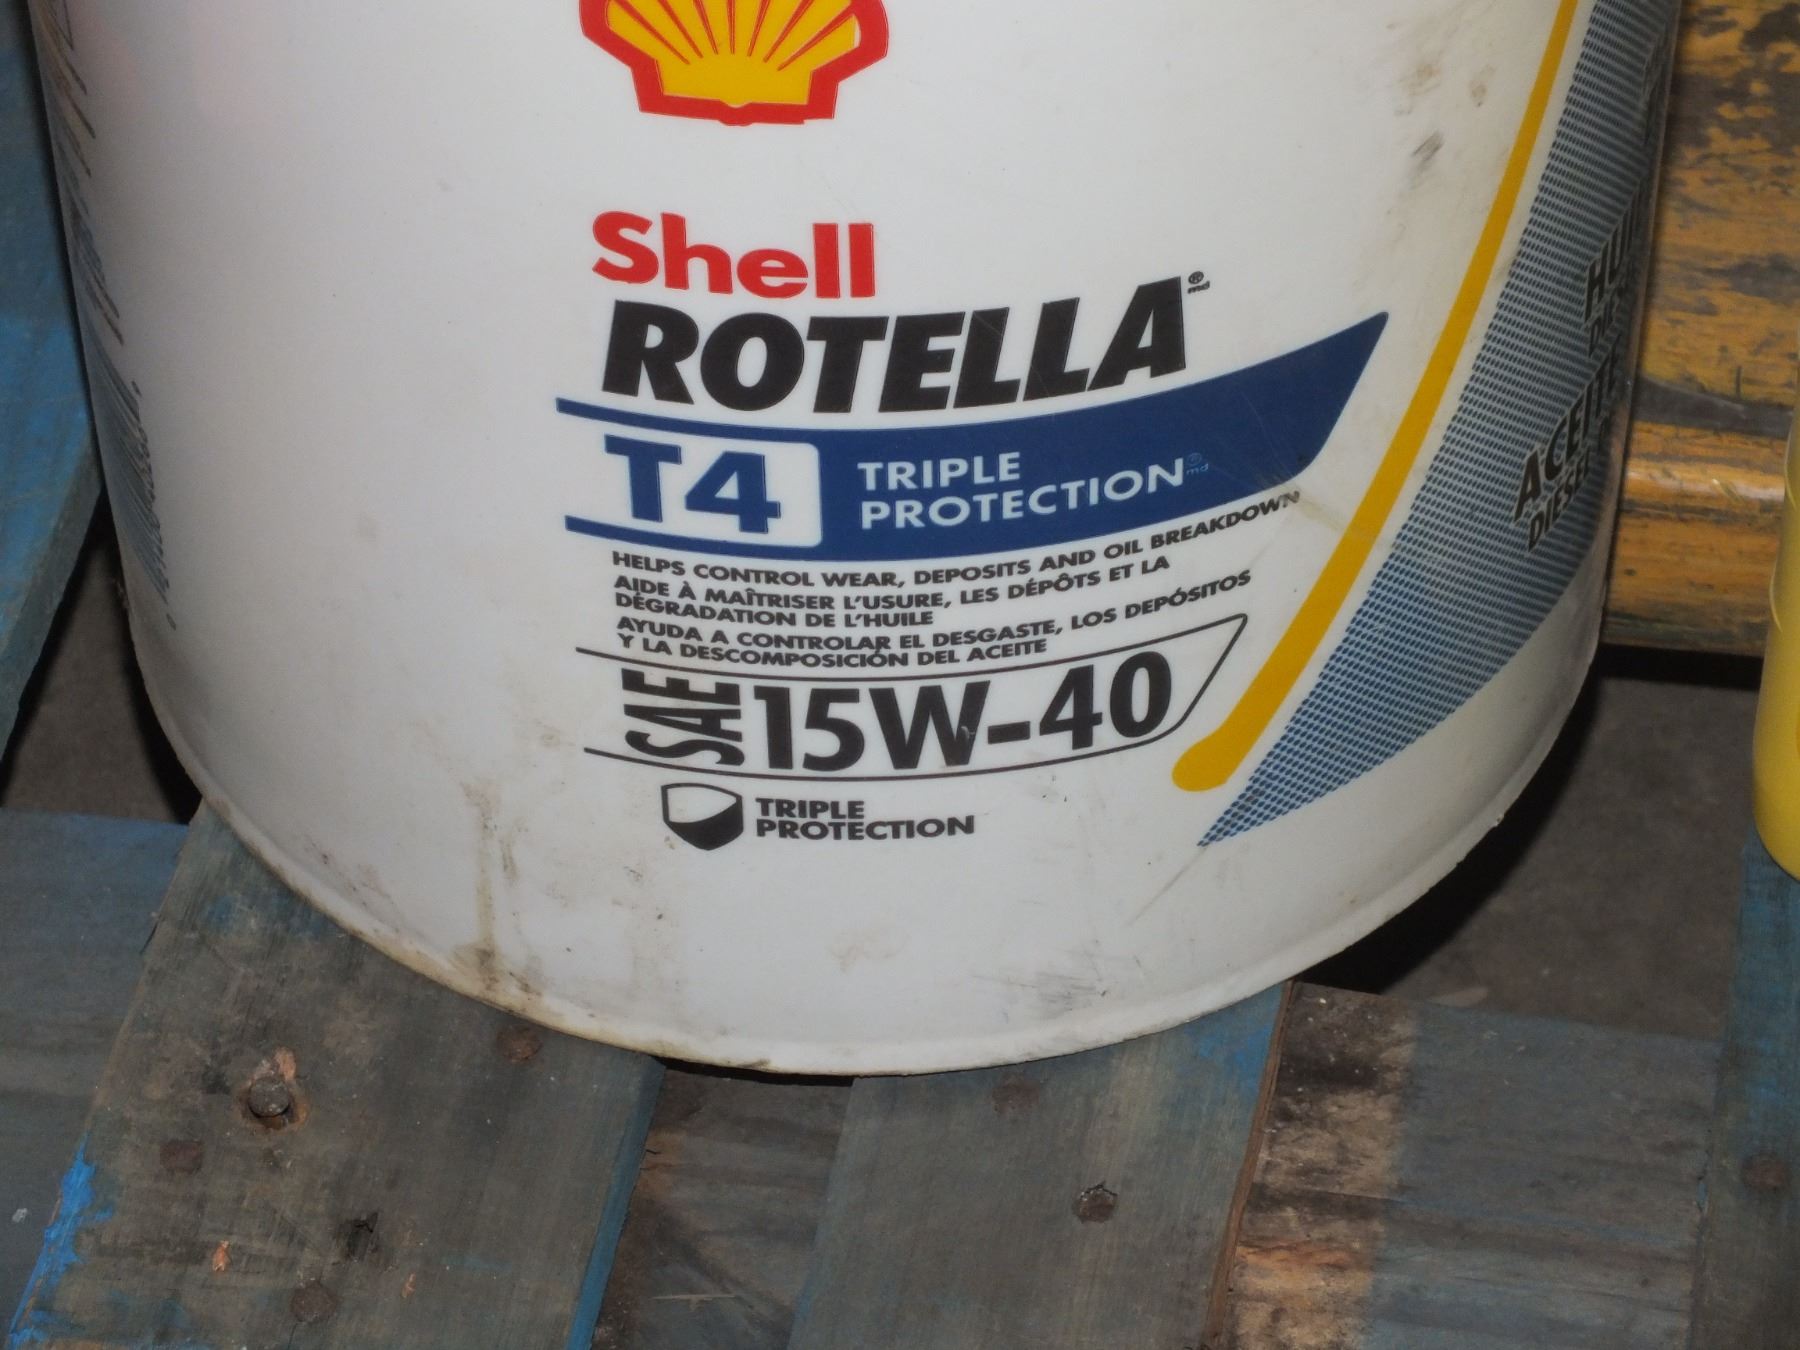 Shell
ROTELLA®
md
T4
TRIPLE
PROTECTION®
md
HELPS CONTROL WEAR, DEPOSITS AND OIL BREAKDOWN
AIDE À MAÎTRISER L'USURE, LES DÉPÔTS ET LA
DÉGRADATION DE L'HUILE
AYUDA A CONTROLAR EL DESGASTE, LOS DEPÓSITOS
Y LA DESCOMPOSICIÓN DEL ACEITE
SAE 15W-40
TRIPLE
PROTECTION
ACEITE